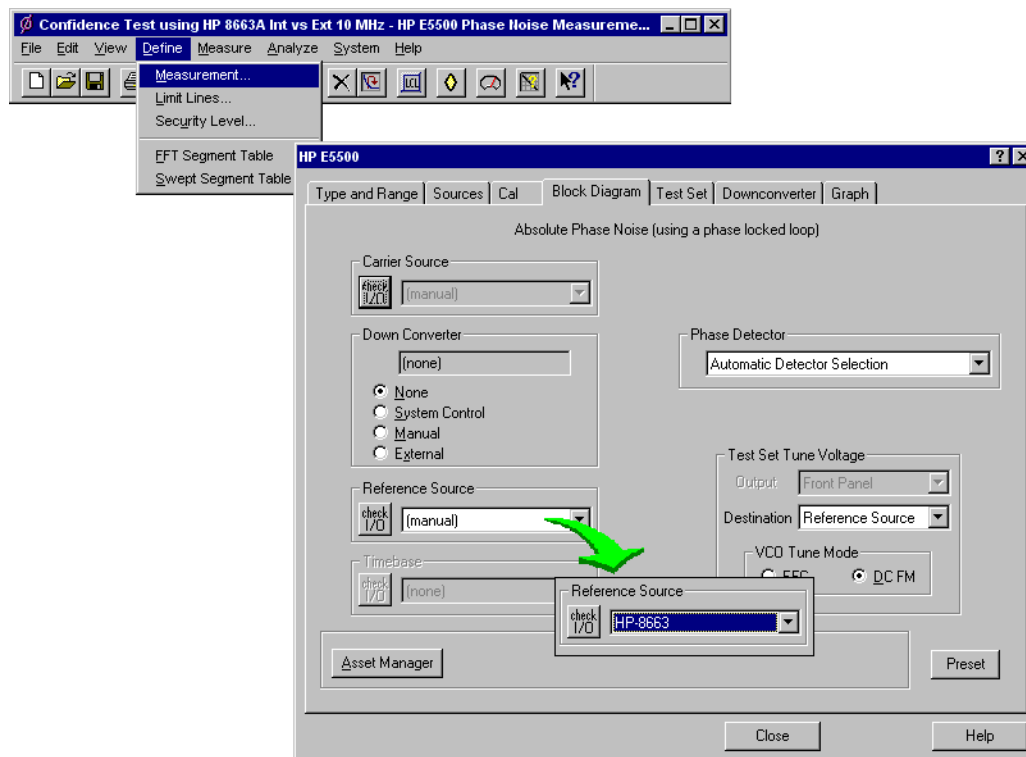 Confidence Test using HP 8663A Int vs Ext 10 MHz - HP E5500 Phase Noise Measureme...
File Edit View Define Measure Analyze System Help
Measurement...
Limit Lines...
Security Level...
FFT Segment Table
Swept Segment Table
HP E5500
Type and Range Sources Cal Block Diagram Test Set Downconverter Graph
Absolute Phase Noise (using a phase locked loop)
Carrier Source
check I/O (manual)
Down Converter
(none)
None
System Control
Manual
External
Phase Detector
Automatic Detector Selection
Reference Source
check I/O (manual)
Timebase
check I/O (none)
Test Set Tune Voltage
Output Front Panel
Destination Reference Source
VCO Tune Mode
EFC DC FM
Reference Source
check I/O HP-8663
Asset Manager
Preset
Close Help